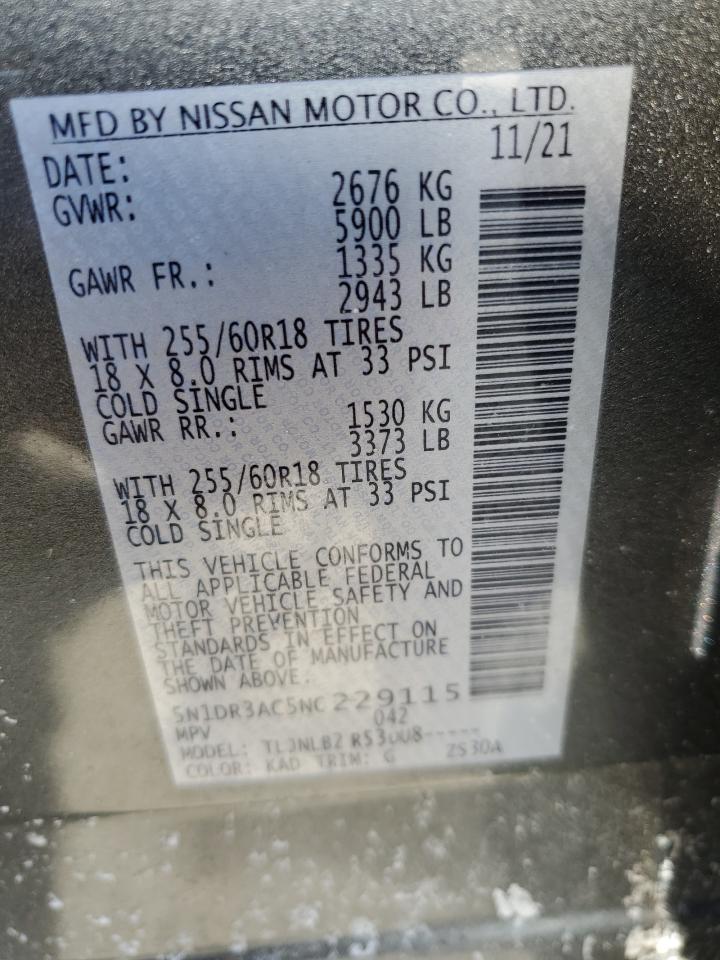 MFD BY NISSAN MOTOR CO., LTD.
DATE: 11/21
GVWR: 2676 KG
5900 LB
GAWR FR.: 1335 KG
2943 LB
WITH 255/60R18 TIRES
18 X 8.0 RIMS AT 33 PSI
COLD SINGLE
GAWR RR.: 1530 KG
3373 LB
WITH 255/60R18 TIRES
18 X 8.0 RIMS AT 33 PSI
COLD SINGLE
THIS VEHICLE CONFORMS TO
ALL APPLICABLE FEDERAL
MOTOR VEHICLE SAFETY AND
THEFT PREVENTION
STANDARDS IN EFFECT ON
THE DATE OF MANUFACTURE
SHOWN ABOVE.
5N1DR3AC5NC 229115
MPV 042
MODEL: ZS30A
COLOR: KAD TRIM: G